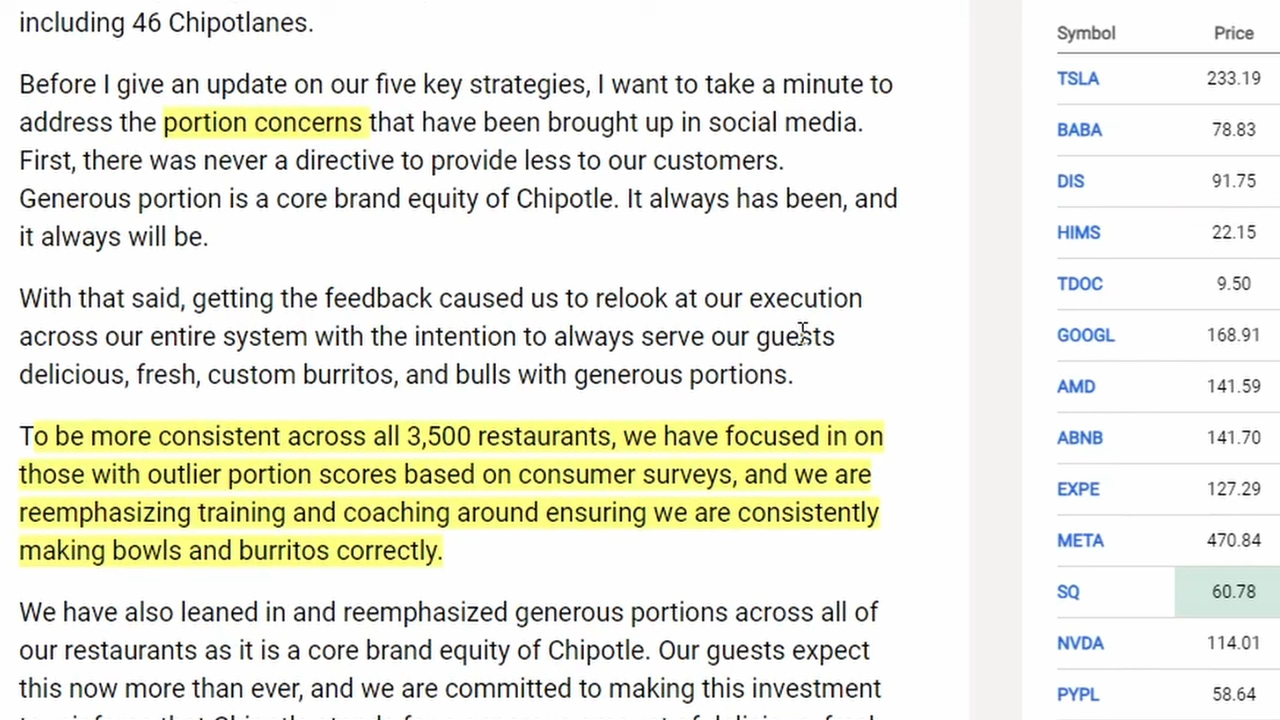 including 46 Chipotlanes.
Before I give an update on our five key strategies, I want to take a minute to
address the portion concerns that have been brought up in social media.
First, there was never a directive to provide less to our customers.
Generous portion is a core brand equity of Chipotle. It always has been, and
it always will be.
With that said, getting the feedback caused us to relook at our execution
across our entire system with the intention to always serve our guests
delicious, fresh, custom burritos, and bulls with generous portions.
To be more consistent across all 3,500 restaurants, we have focused in on
those with outlier portion scores based on consumer surveys, and we are
reemphasizing training and coaching around ensuring we are consistently
making bowls and burritos correctly.
We have also leaned in and reemphasized generous portions across all of
our restaurants as it is a core brand equity of Chipotle. Our guests expect
this now more than ever, and we are committed to making this investment
Symbol Price
TSLA 233.19
BABA 78.83
DIS 91.75
HIMS 22.15
TDOC 9.50
GOOGL 168.91
AMD 141.59
ABNB 141.70
EXPE 127.29
META 470.84
SQ 60.78
NVDA 114.01
PYPL 58.64